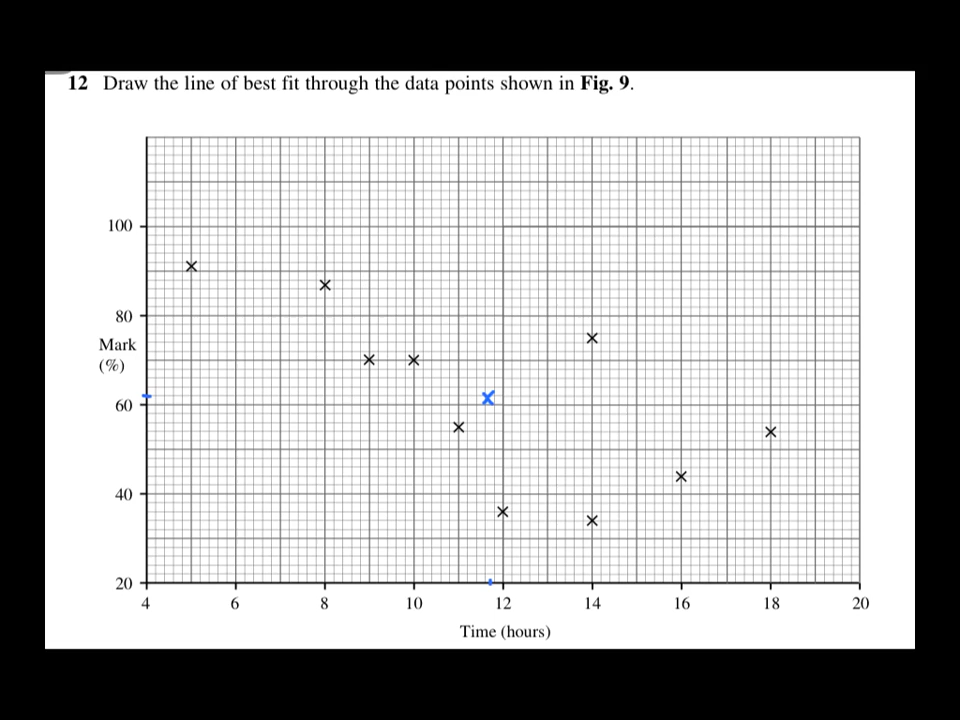 12 Draw the line of best fit through the data points shown in Fig. 9.
100
80
Mark
(%)
60
40
20
4 6 8 10 12 14 16 18 20
Time (hours)